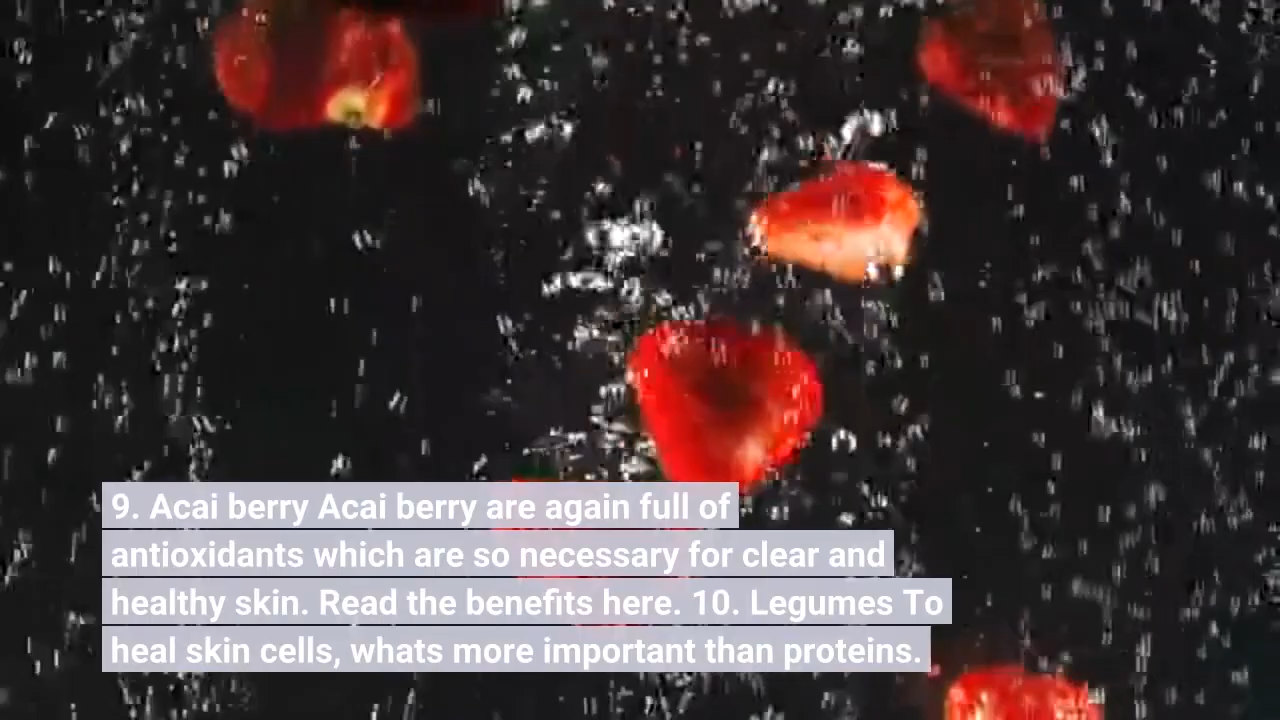 9. Acai berry Acai berry are again full of
antioxidants which are so necessary for clear and
healthy skin. Read the benefits here. 10. Legumes To
heal skin cells, whats more important than proteins.